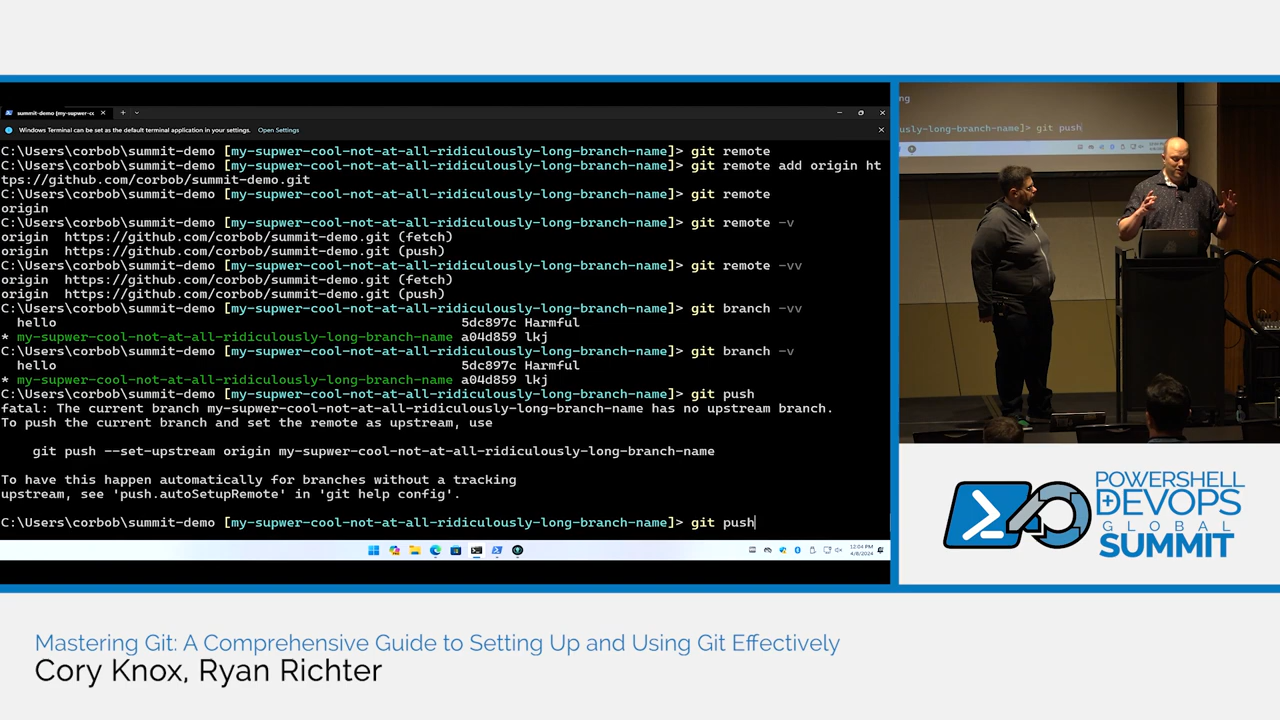 summit-demo [my-supwer-cc
Windows Terminal can be set as the default terminal application in your settings. Open Settings
C:\Users\corbob\summit-demo [my-supwer-cool-not-at-all-ridiculously-long-branch-name]> git remote
C:\Users\corbob\summit-demo [my-supwer-cool-not-at-all-ridiculously-long-branch-name]> git remote add origin ht
tps://github.com/corbob/summit-demo.git
C:\Users\corbob\summit-demo [my-supwer-cool-not-at-all-ridiculously-long-branch-name]> git remote
origin
C:\Users\corbob\summit-demo [my-supwer-cool-not-at-all-ridiculously-long-branch-name]> git remote -v
origin  https://github.com/corbob/summit-demo.git (fetch)
origin  https://github.com/corbob/summit-demo.git (push)
C:\Users\corbob\summit-demo [my-supwer-cool-not-at-all-ridiculously-long-branch-name]> git remote -vv
origin  https://github.com/corbob/summit-demo.git (fetch)
origin  https://github.com/corbob/summit-demo.git (push)
C:\Users\corbob\summit-demo [my-supwer-cool-not-at-all-ridiculously-long-branch-name]> git branch -vv
hello 5dc897c Harmful
* my-supwer-cool-not-at-all-ridiculously-long-branch-name a04d859 lkj
C:\Users\corbob\summit-demo [my-supwer-cool-not-at-all-ridiculously-long-branch-name]> git branch -v
hello 5dc897c Harmful
* my-supwer-cool-not-at-all-ridiculously-long-branch-name a04d859 lkj
C:\Users\corbob\summit-demo [my-supwer-cool-not-at-all-ridiculously-long-branch-name]> git push
fatal: The current branch my-supwer-cool-not-at-all-ridiculously-long-branch-name has no upstream branch.
To push the current branch and set the remote as upstream, use
git push --set-upstream origin my-supwer-cool-not-at-all-ridiculously-long-branch-name
To have this happen automatically for branches without a tracking
upstream, see 'push.autoSetupRemote' in 'git help config'.
C:\Users\corbob\summit-demo [my-supwer-cool-not-at-all-ridiculously-long-branch-name]> git push
12:04 PM
4/8/2024
ng
usly-long-branch-name]> git push
POWERSHELL
+ DEVOPS
GLOBAL
SUMMIT
Mastering Git: A Comprehensive Guide to Setting Up and Using Git Effectively
Cory Knox, Ryan Richter